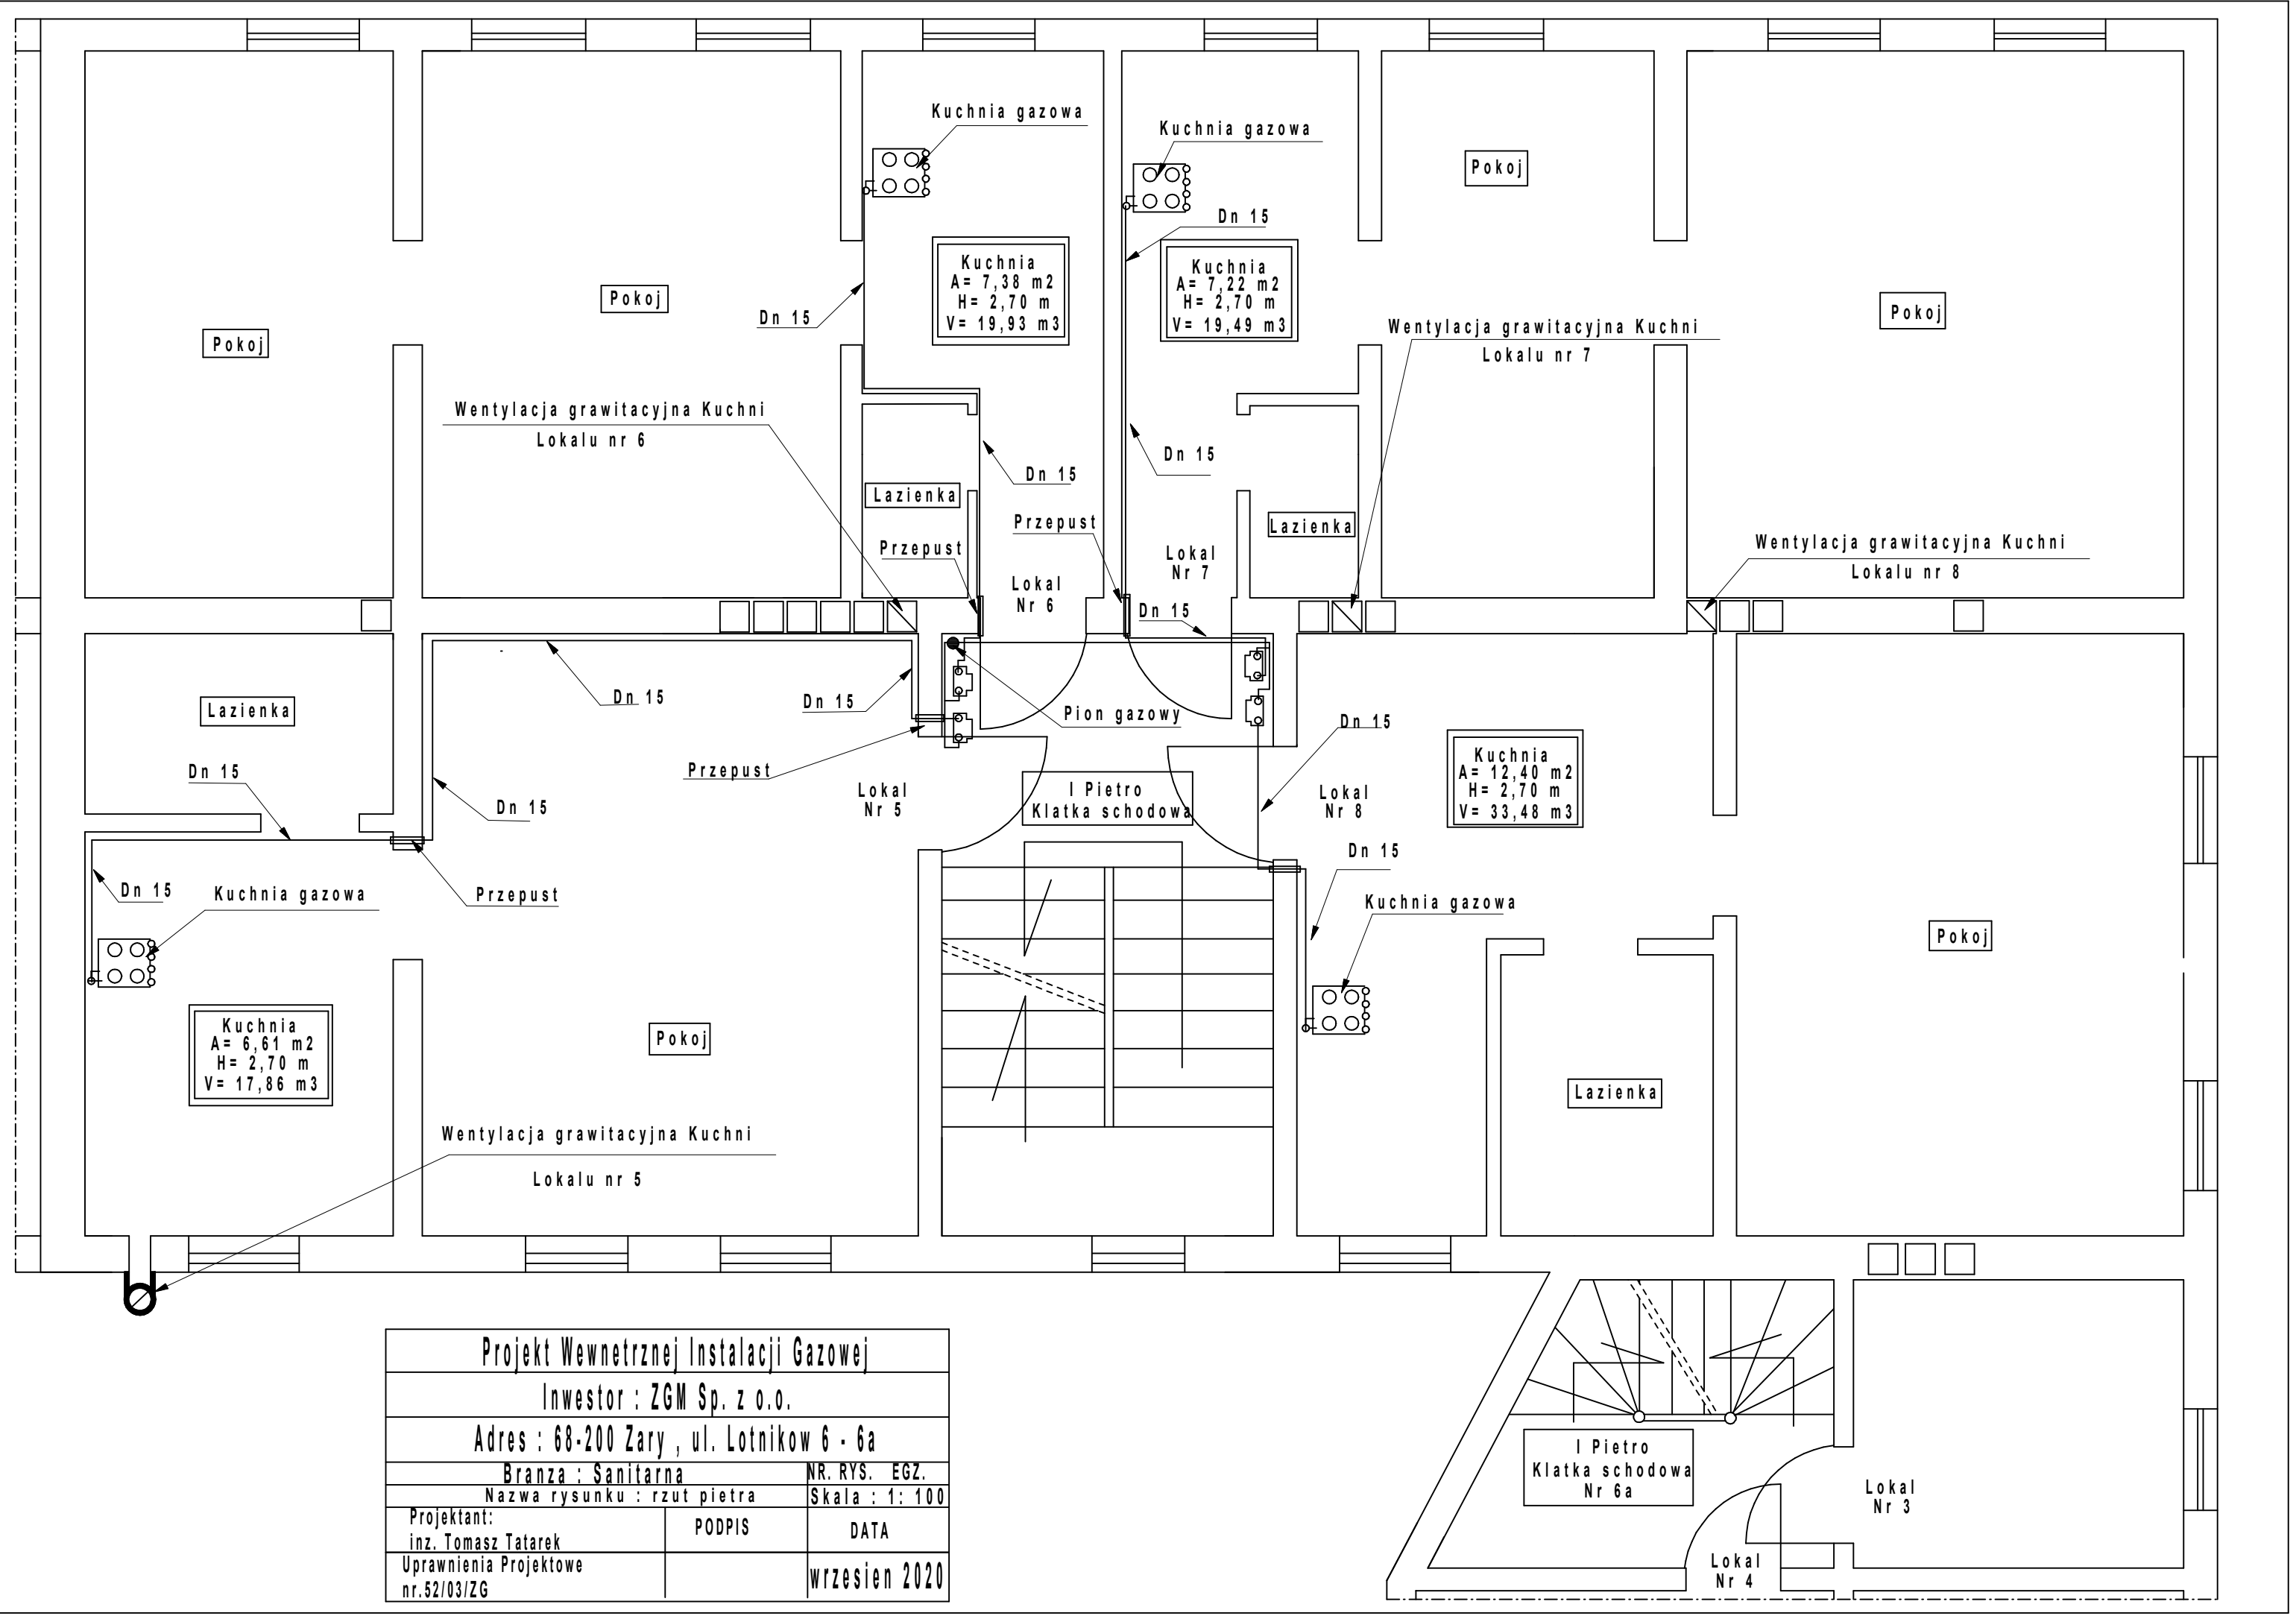 Kuchnia gazowa
Kuchnia gazowa
Pokoj
Dn 15
Kuchnia
A= 7,38 m2
H= 2,70 m
V= 19,93 m3
Kuchnia
A= 7,22 m2
H= 2,70 m
V= 19,49 m3
Pokoj
Pokoj
Pokoj
Dn 15
Wentylacja grawitacyjna Kuchni
Lokalu nr 7
Wentylacja grawitacyjna Kuchni
Lokalu nr 6
Dn 15
Dn 15
Lazienka
Przepust
Lazienka
Przepust
Lokal
Nr 6
Lokal
Nr 7
Wentylacja grawitacyjna Kuchni
Lokalu nr 8
Dn 15
Lazienka
Dn 15
Dn 15
Pion gazowy
Dn 15
Dn 15
Przepust
Lokal
Nr 5
I Pietro
Klatka schodowa
Lokal
Nr 8
Kuchnia
A= 12,40 m2
H= 2,70 m
V= 33,48 m3
Dn 15
Dn 15
Dn 15
Kuchnia gazowa
Przepust
Kuchnia gazowa
Pokoj
Kuchnia
A= 6,61 m2
H= 2,70 m
V= 17,86 m3
Pokoj
Lazienka
Wentylacja grawitacyjna Kuchni
Lokalu nr 5
Projekt Wewnetrznej Instalacji Gazowej
Inwestor : ZGM Sp. z o.o.
Adres : 68-200 Zary , ul. Lotnikow 6 - 6a
Branza : Sanitarna
NR. RYS. EGZ.
Nazwa rysunku : rzut pietra
Skala : 1: 100
Projektant:
inz. Tomasz Tatarek
PODPIS
DATA
Uprawnienia Projektowe
nr.52/03/ZG
wrzesien 2020
I Pietro
Klatka schodowa
Nr 6a
Lokal
Nr 3
Lokal
Nr 4